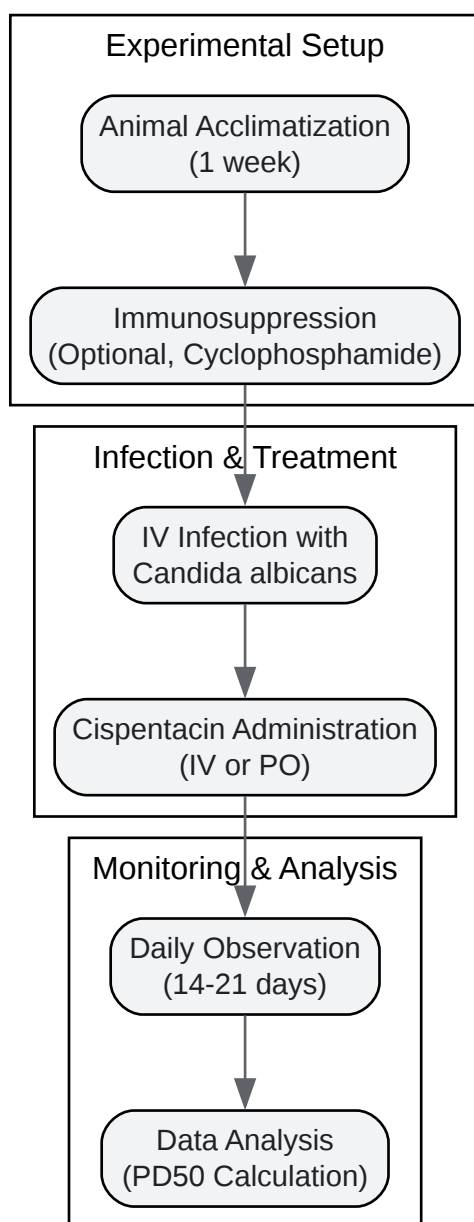 Experimental Setup
Animal Acclimatization
(1 week)
Immunosuppression
(Optional, Cyclophosphamide)
Infection & Treatment
IV Infection with
Candida albicans
Cispentacin Administration
(IV or PO)
Monitoring & Analysis
Daily Observation
(14-21 days)
Data Analysis
(PD50 Calculation)